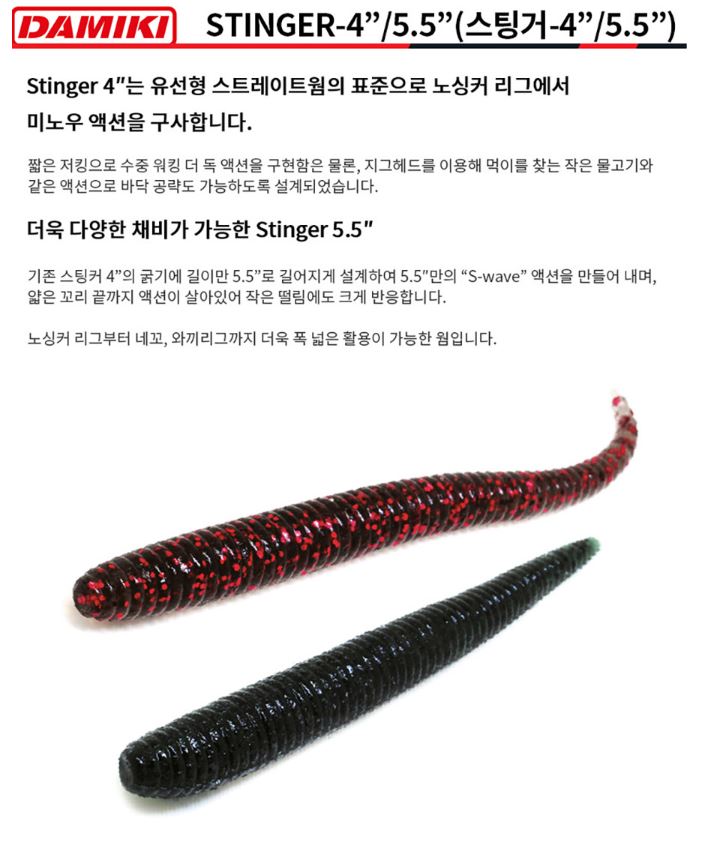 DAMIKI STINGER-4”/5.5”(스팅거-4”/5.5”)
Stinger 4″는 유선형 스트레이트웜의 표준으로 노싱커 리그에서
미노우 액션을 구사합니다.
짧은 저킹으로 수중 워킹 더 독 액션을 구현함은 물론, 지그헤드를 이용해 먹이를 찾는 작은 물고기와
같은 액션으로 바닥 공략도 가능하도록 설계되었습니다.
더욱 다양한 채비가 가능한 Stinger 5.5″
기존 스팅커 4”의 굵기에 길이만 5.5”로 길어지게 설계하여 5.5″만의 “S-wave” 액션을 만들어 내며,
얇은 꼬리 끝까지 액션이 살아있어 작은 떨림에도 크게 반응합니다.
노싱커 리그부터 네꼬, 와끼리그까지 더욱 폭 넓은 활용이 가능한 웜입니다.